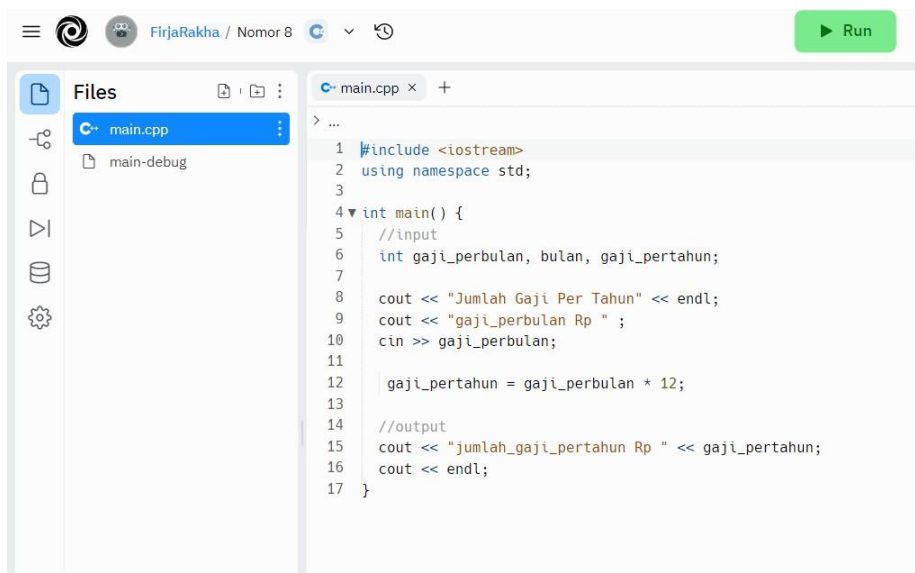 FirjaRakha / Nomor 8
Run
Files
main.cpp
main-debug
main.cpp
...
1 #include <iostream>
2 using namespace std;
3
4 int main() {
5 //input
6 int gaji_perbulan, bulan, gaji_pertahun;
7
8 cout << "Jumlah Gaji Per Tahun" << endl;
9 cout << "gaji_perbulan Rp " ;
10 cin >> gaji_perbulan;
11
12 gaji_pertahun = gaji_perbulan * 12;
13
14 //output
15 cout << "jumlah_gaji_pertahun Rp " << gaji_pertahun;
16 cout << endl;
17 }